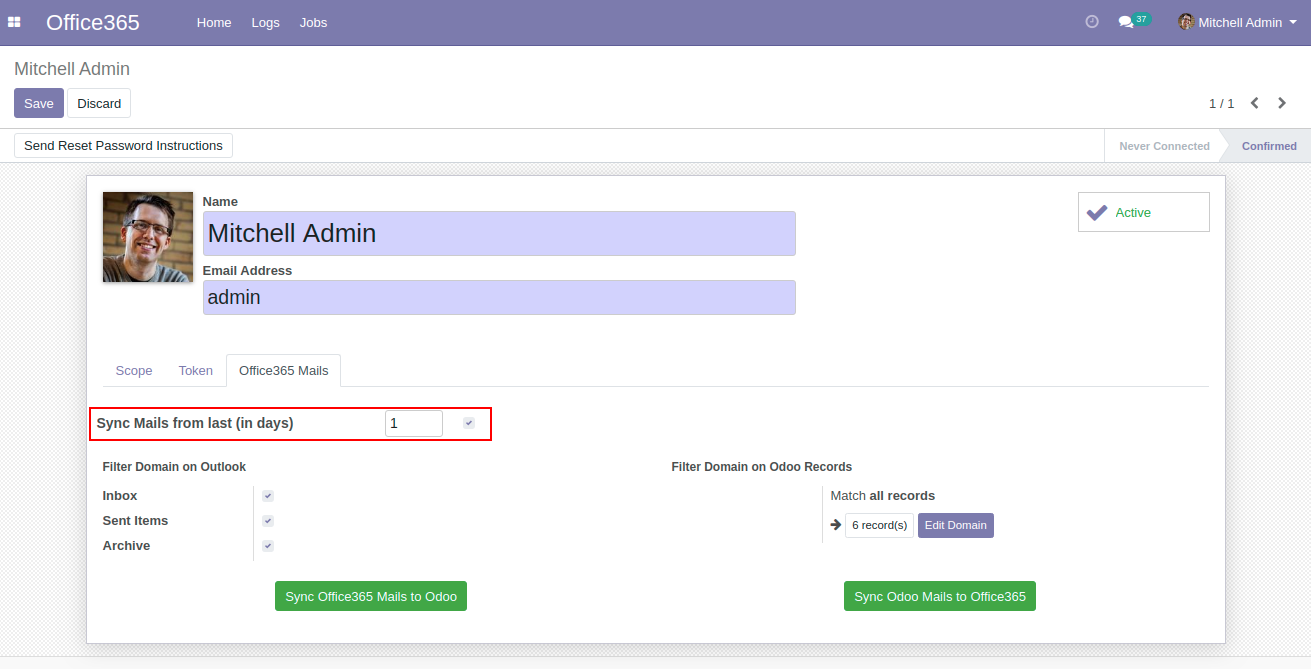 Office365 Home Logs Jobs 37 Mitchell Admin
Mitchell Admin
Save Discard 1 / 1
Send Reset Password Instructions Never Connected Confirmed
Name
Mitchell Admin
Active
Email Address
admin
Scope Token Office365 Mails
Sync Mails from last (in days) 1
Filter Domain on Outlook Filter Domain on Odoo Records
Inbox Match all records
Sent Items 6 record(s) Edit Domain
Archive
Sync Office365 Mails to Odoo Sync Odoo Mails to Office365